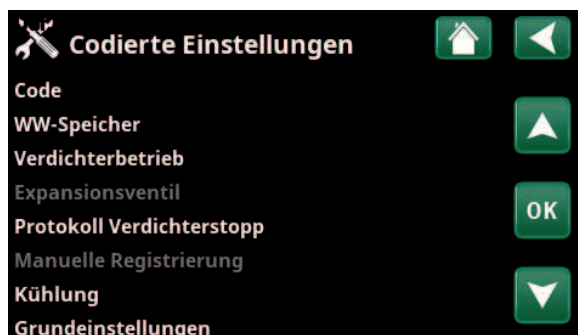 Codierte Einstellungen
Code
WW-Speicher
Verdichterbetrieb
Expansionsventil
Protokoll Verdichterstopp
OK
Manuelle Registrierung
Kühlung
Grundeinstellungen